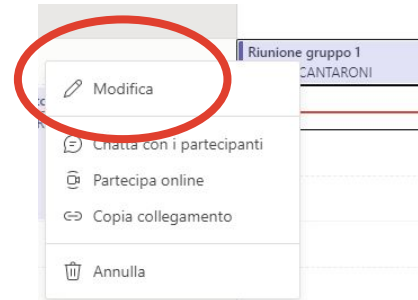 Riunione gruppo 1
CANTARONI
Modifica
Chatta con i partecipanti
Partecipa online
Copia collegamento
Annulla